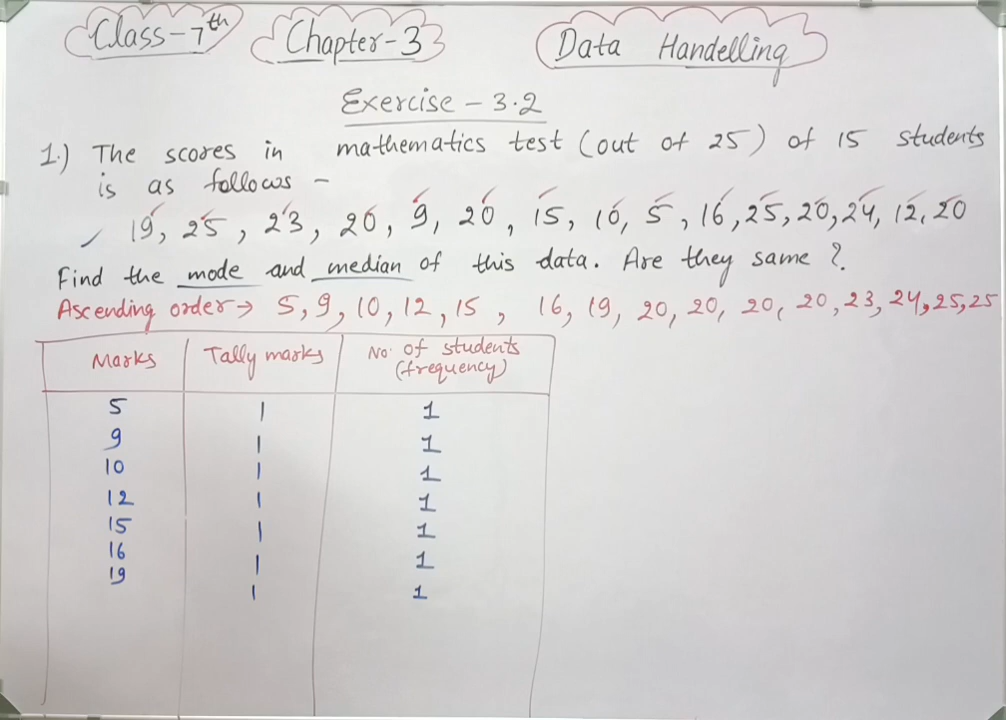 Class-7th Chapter-3 Data Handelling
Exercise - 3.2
1.) The scores in mathematics test (out of 25) of 15 students
is as follows -
19, 25, 23, 20, 9, 20, 15, 10, 5, 16, 25, 20, 24, 12, 20
Find the mode and median of this data. Are they same ?
Ascending order → 5, 9, 10, 12, 15, 16, 19, 20, 20, 20, 20, 23, 24, 25, 25
Marks Tally marks No. of students
(frequency)
5 | 1
9 | 1
10 | 1
12 | 1
15 | 1
16 | 1
19 | 1